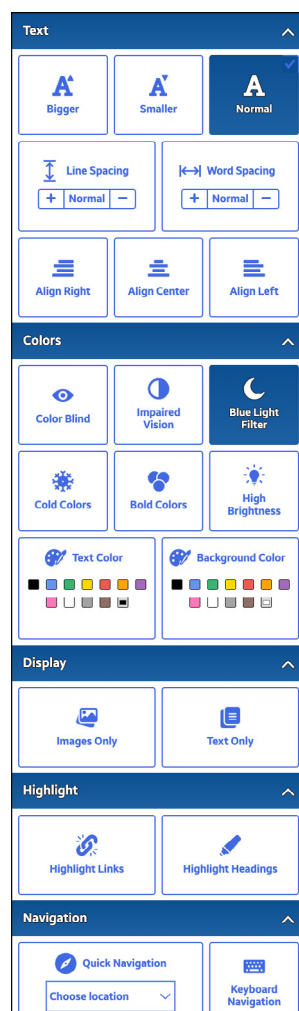 Text
Bigger
Smaller
Normal
Line Spacing
+ Normal −
Word Spacing
+ Normal −
Align Right
Align Center
Align Left
Colors
Color Blind
Impaired
Vision
Blue Light
Filter
Cold Colors
Bold Colors
High
Brightness
Text Color
Background Color
Display
Images Only
Text Only
Highlight
Highlight Links
Highlight Headings
Navigation
Quick Navigation
Choose location
Keyboard
Navigation